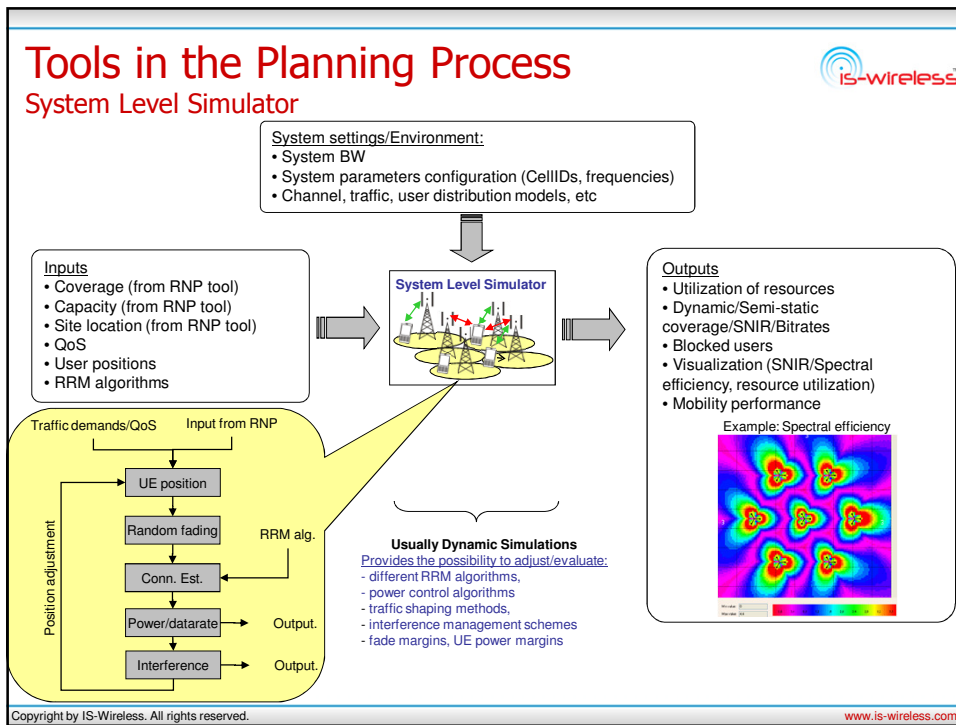 Tools in the Planning Process
System Level Simulator
is-wireless
System settings/Environment:
• System BW
• System parameters configuration (CellIDs, frequencies)
• Channel, traffic, user distribution models, etc
Inputs
• Coverage (from RNP tool)
• Capacity (from RNP tool)
• Site location (from RNP tool)
• QoS
• User positions
• RRM algorithms
System Level Simulator
Outputs
• Utilization of resources
• Dynamic/Semi-static
coverage/SNIR/Bitrates
• Blocked users
• Visualization (SNIR/Spectral
efficiency, resource utilization)
• Mobility performance
Example: Spectral efficiency
Traffic demands/QoS
Input from RNP
UE position
Random fading
RRM alg.
Conn. Est.
Power/datarate
Output.
Interference
Output.
Position adjustment
Usually Dynamic Simulations
Provides the possibility to adjust/evaluate:
- different RRM algorithms,
- power control algorithms
- traffic shaping methods,
- interference management schemes
- fade margins, UE power margins
Copyright by IS-Wireless. All rights reserved.
www.is-wireless.com